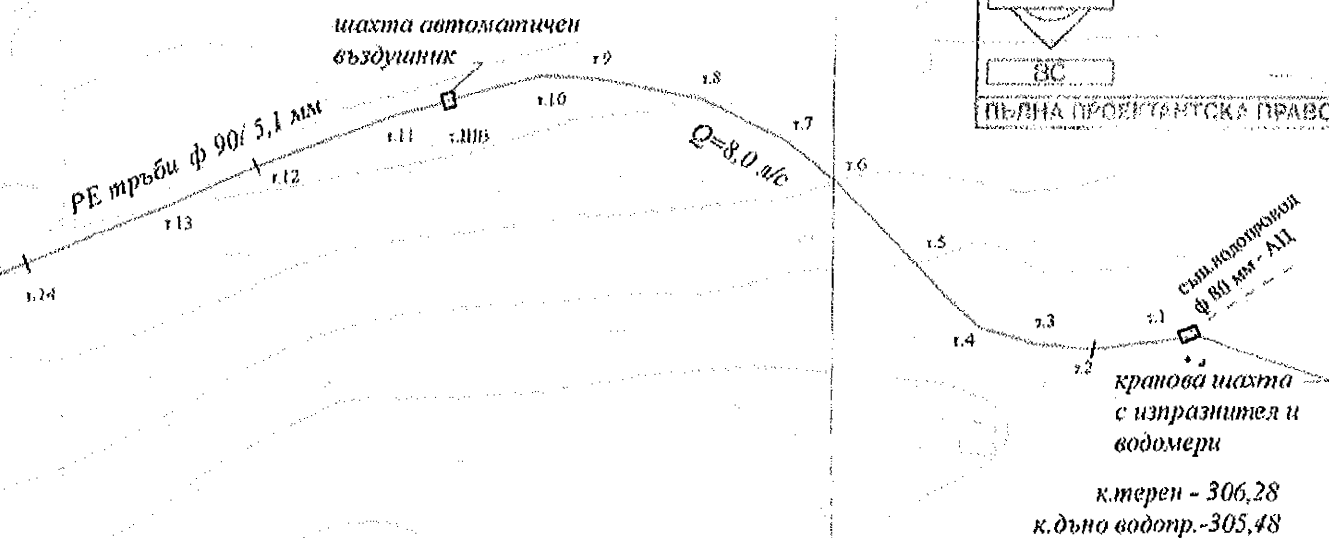 шахта автоматичен
въздушник
РЕ тръби ф 90/ 5,1 мм
Q=8,0 л/с
т.9
т.8
т.10
т.7
т.11
т.6
т.12
т.13
т.5
т.14
т.4
т.3
т.2
т.1
същ.водопровод
ф 80 мм - АЦ
кранова шахта
с изпразнител и
водомери
к.терен - 306,28
к.дъно водопр.-305,48
ВС
ПЪЛНА ПРОЕКТАНТСКА ПРАВО